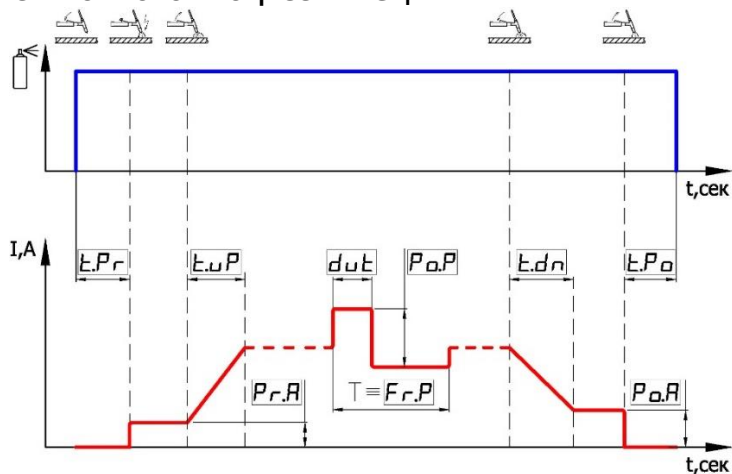 t,сек
I,A
t.Pr
t.uP
dut
Po.P
t.dn
t.Po
Pr.A
T ≡ Fr.P
Po.A
t,сек